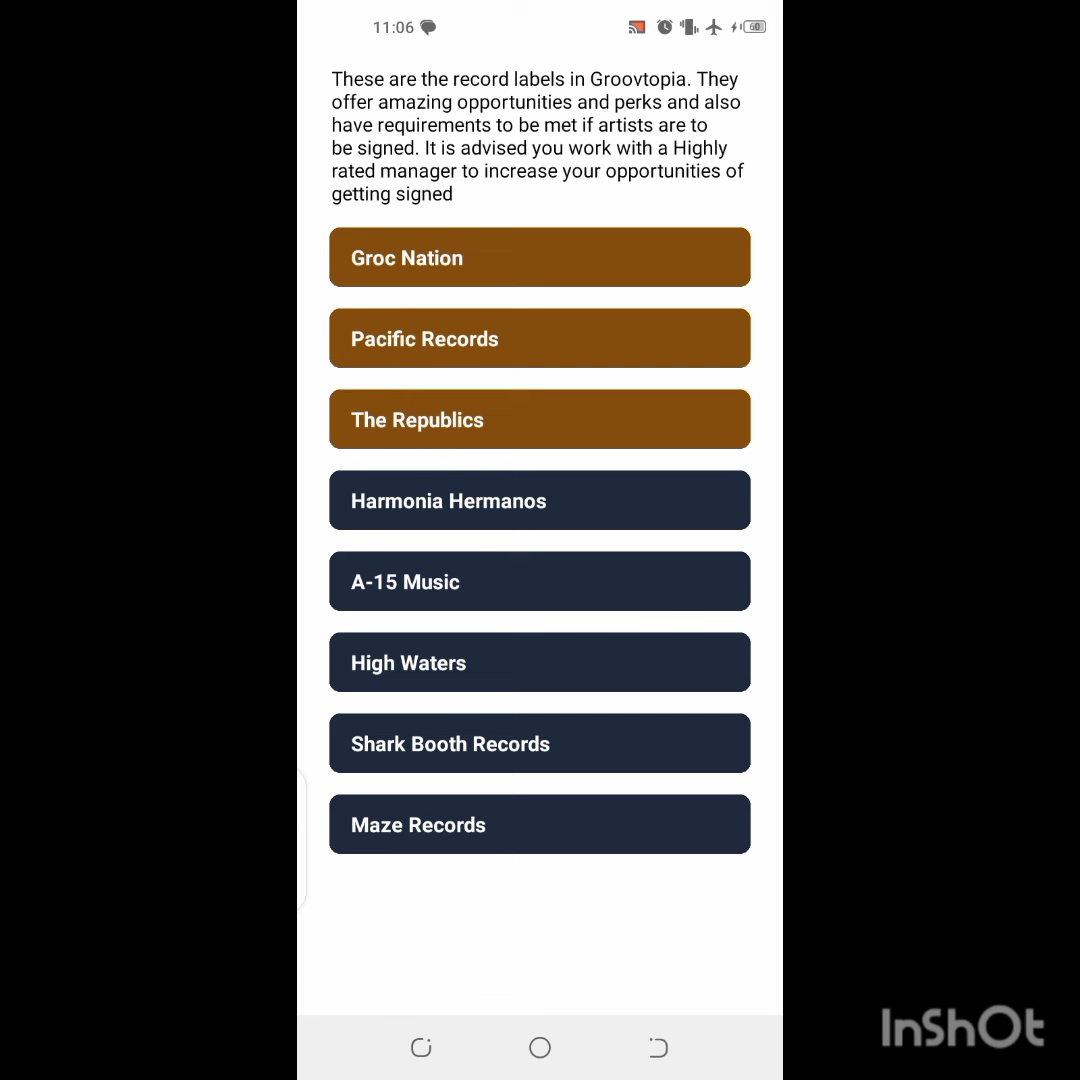 11:06
60
These are the record labels in Groovtopia. They
offer amazing opportunities and perks and also
have requirements to be met if artists are to
be signed. It is advised you work with a Highly
rated manager to increase your opportunities of
getting signed
Groc Nation
Pacific Records
The Republics
Harmonia Hermanos
A-15 Music
High Waters
Shark Booth Records
Maze Records
InShOt